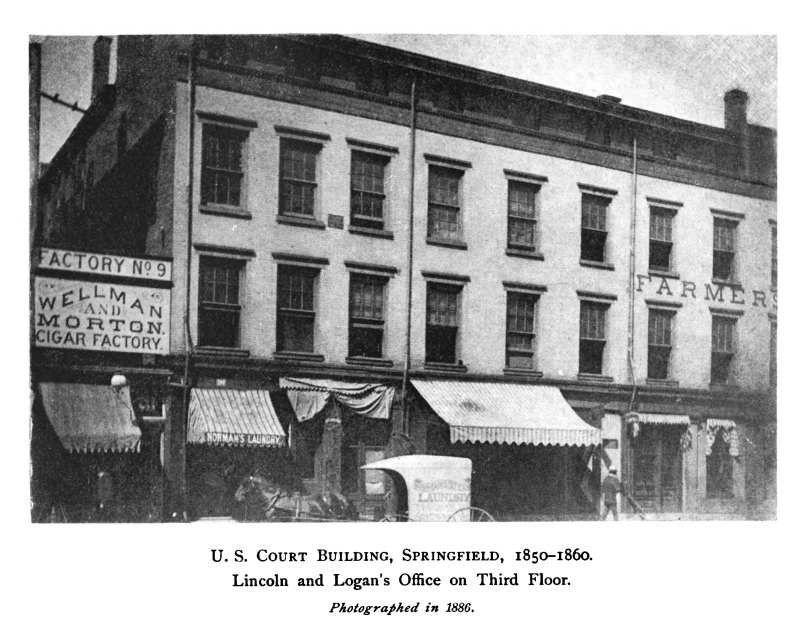 FACTORY No 9
WELLMAN
AND
MORTON.
CIGAR FACTORY.
FARMERS
NORMAN'S LAUNDRY
LAUNDRY
U. S. Court Building, Springfield, 1850–1860.
Lincoln and Logan's Office on Third Floor.
Photographed in 1886.